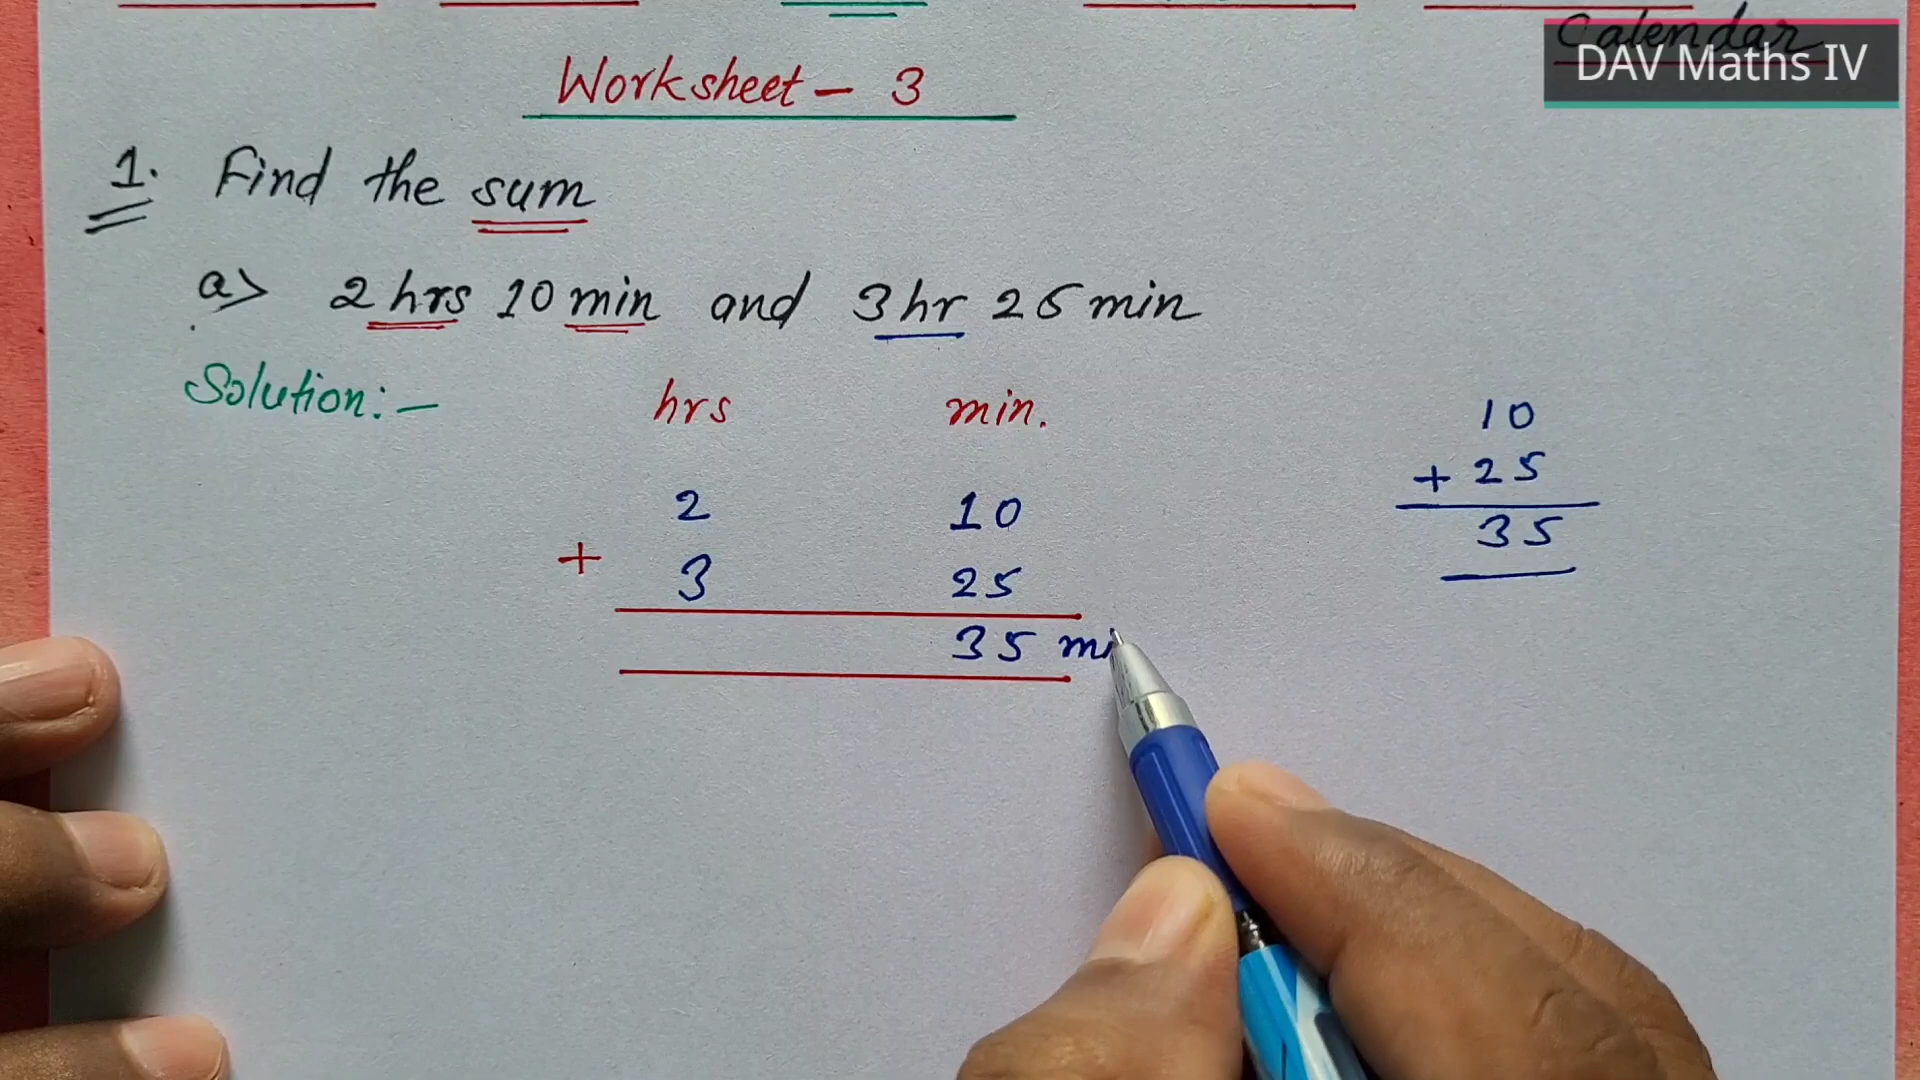 Calendar
DAV Maths IV
Worksheet - 3
1. Find the sum
a> 2 hrs 10 min and 3 hr 25 min
Solution:-
hrs min.
2 10
+ 3 25
35 mi
10
+ 25
35